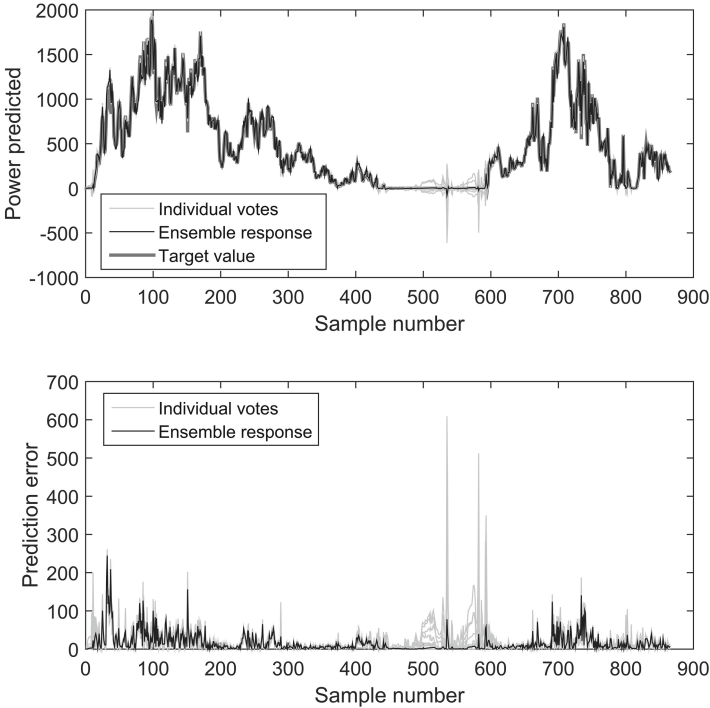 2000
1500
1000
500
0
-500
-1000
Power predicted
Individual votes
Ensemble response
Target value
0 100 200 300 400 500 600 700 800 900
Sample number
700
600
500
400
300
200
100
0
Prediction error
Individual votes
Ensemble response
0 100 200 300 400 500 600 700 800 900
Sample number